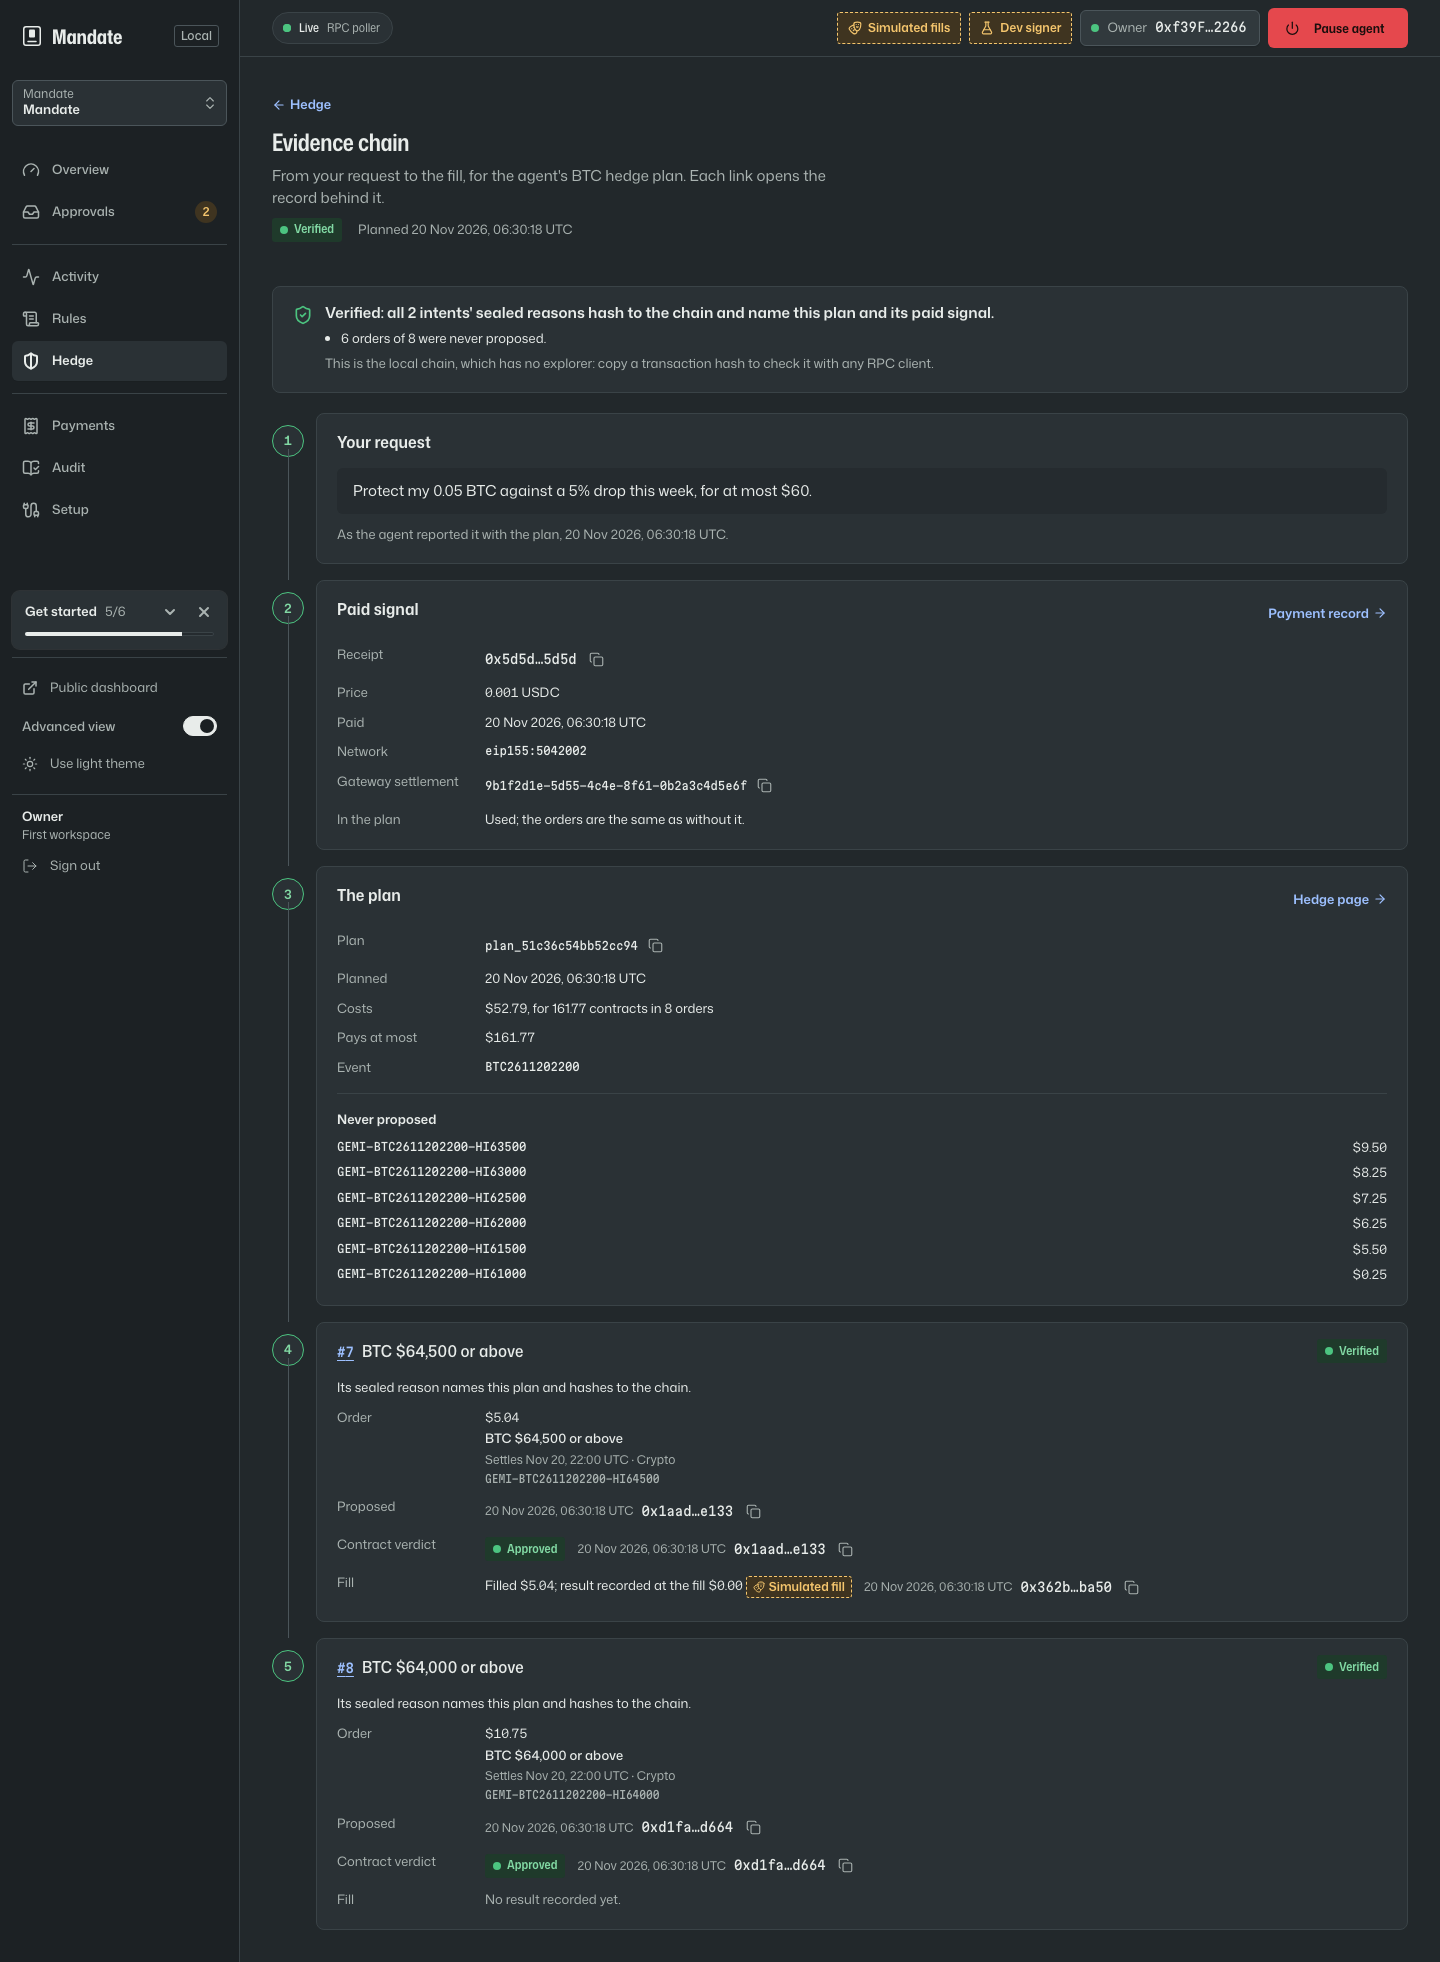 Mandate
Local
Mandate
Mandate
Overview
Approvals 2
Activity
Rules
Hedge
Payments
Audit
Setup
Get started 5/6
Public dashboard
Advanced view
Use light theme
Owner
First workspace
Sign out
Live RPC poller
Simulated fills
Dev signer
Owner 0xf39F…2266
Pause agent
Hedge
Evidence chain
From your request to the fill, for the agent's BTC hedge plan. Each link opens the
record behind it.
Verified Planned 20 Nov 2026, 06:30:18 UTC
Verified: all 2 intents' sealed reasons hash to the chain and name this plan and its paid signal.
• 6 orders of 8 were never proposed.
This is the local chain, which has no explorer: copy a transaction hash to check it with any RPC client.
1
Your request
Protect my 0.05 BTC against a 5% drop this week, for at most $60.
As the agent reported it with the plan, 20 Nov 2026, 06:30:18 UTC.
2
Paid signal
Payment record
Receipt 0x5d5d…5d5d
Price 0.001 USDC
Paid 20 Nov 2026, 06:30:18 UTC
Network eip155:5042002
Gateway settlement 9b1f2d1e-5d55-4c4e-8f61-0b2a3c4d5e6f
In the plan Used; the orders are the same as without it.
3
The plan
Hedge page
Plan plan_51c36c54bb52cc94
Planned 20 Nov 2026, 06:30:18 UTC
Costs $52.79, for 161.77 contracts in 8 orders
Pays at most $161.77
Event BTC2611202200
Never proposed
GEMI-BTC2611202200-HI63500 $9.50
GEMI-BTC2611202200-HI63000 $8.25
GEMI-BTC2611202200-HI62500 $7.25
GEMI-BTC2611202200-HI62000 $6.25
GEMI-BTC2611202200-HI61500 $5.50
GEMI-BTC2611202200-HI61000 $0.25
4
#7 BTC $64,500 or above
Verified
Its sealed reason names this plan and hashes to the chain.
Order $5.04
BTC $64,500 or above
Settles Nov 20, 22:00 UTC · Crypto
GEMI-BTC2611202200-HI64500
Proposed 20 Nov 2026, 06:30:18 UTC 0x1aad…e133
Contract verdict Approved 20 Nov 2026, 06:30:18 UTC 0x1aad…e133
Fill Filled $5.04; result recorded at the fill $0.00 Simulated fill 20 Nov 2026, 06:30:18 UTC 0x362b…ba50
5
#8 BTC $64,000 or above
Verified
Its sealed reason names this plan and hashes to the chain.
Order $10.75
BTC $64,000 or above
Settles Nov 20, 22:00 UTC · Crypto
GEMI-BTC2611202200-HI64000
Proposed 20 Nov 2026, 06:30:18 UTC 0xd1fa…d664
Contract verdict Approved 20 Nov 2026, 06:30:18 UTC 0xd1fa…d664
Fill No result recorded yet.